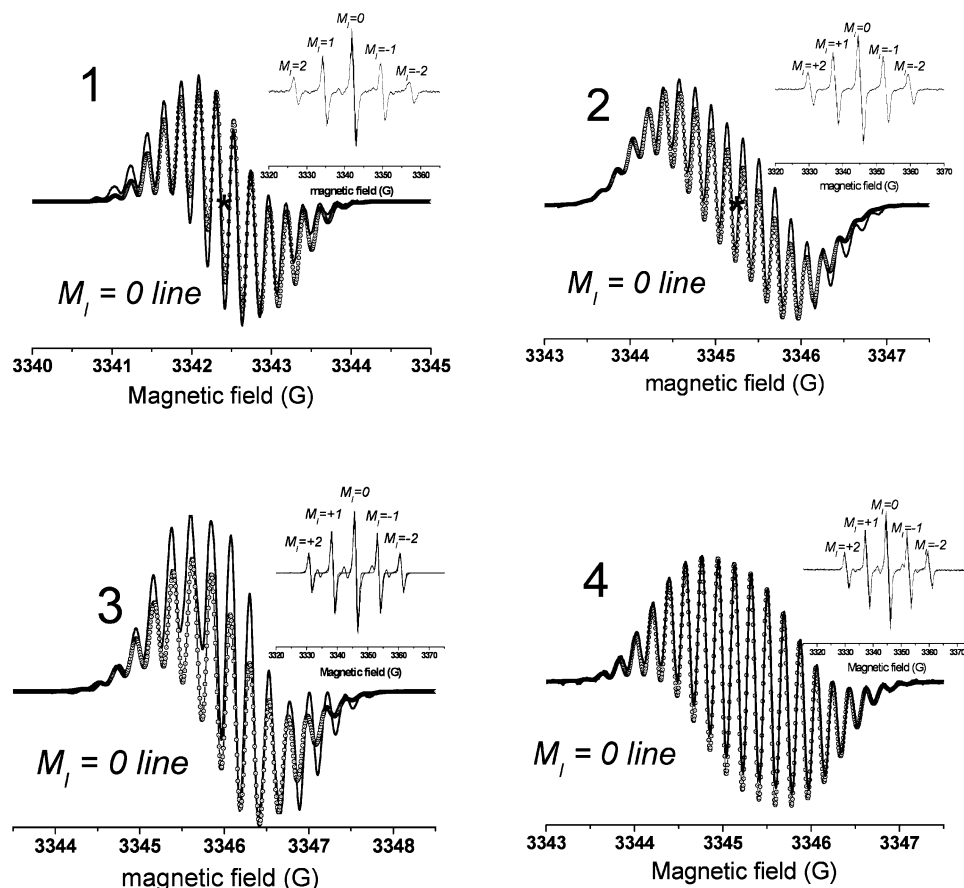 1
M_I=2
M_I=1
M_I=0
M_I=-1
M_I=-2
3320 3330 3340 3350 3360
magnetic field (G)
*
M_I = 0 line
3340 3341 3342 3343 3344 3345
Magnetic field (G)
2
M_I=+2
M_I=+1
M_I=0
M_I=-1
M_I=-2
3320 3330 3340 3350 3360 3370
magnetic field (G)
*
M_I = 0 line
3343 3344 3345 3346 3347
magnetic field (G)
3
M_I=+2
M_I=+1
M_I=0
M_I=-1
M_I=-2
3320 3330 3340 3350 3360 3370
Magnetic field (G)
M_I = 0 line
3344 3345 3346 3347 3348
magnetic field (G)
4
M_I=+2
M_I=+1
M_I=0
M_I=-1
M_I=-2
3320 3330 3340 3350 3360 3370
Magnetic field (G)
M_I = 0 line
3343 3344 3345 3346 3347
Magnetic field (G)